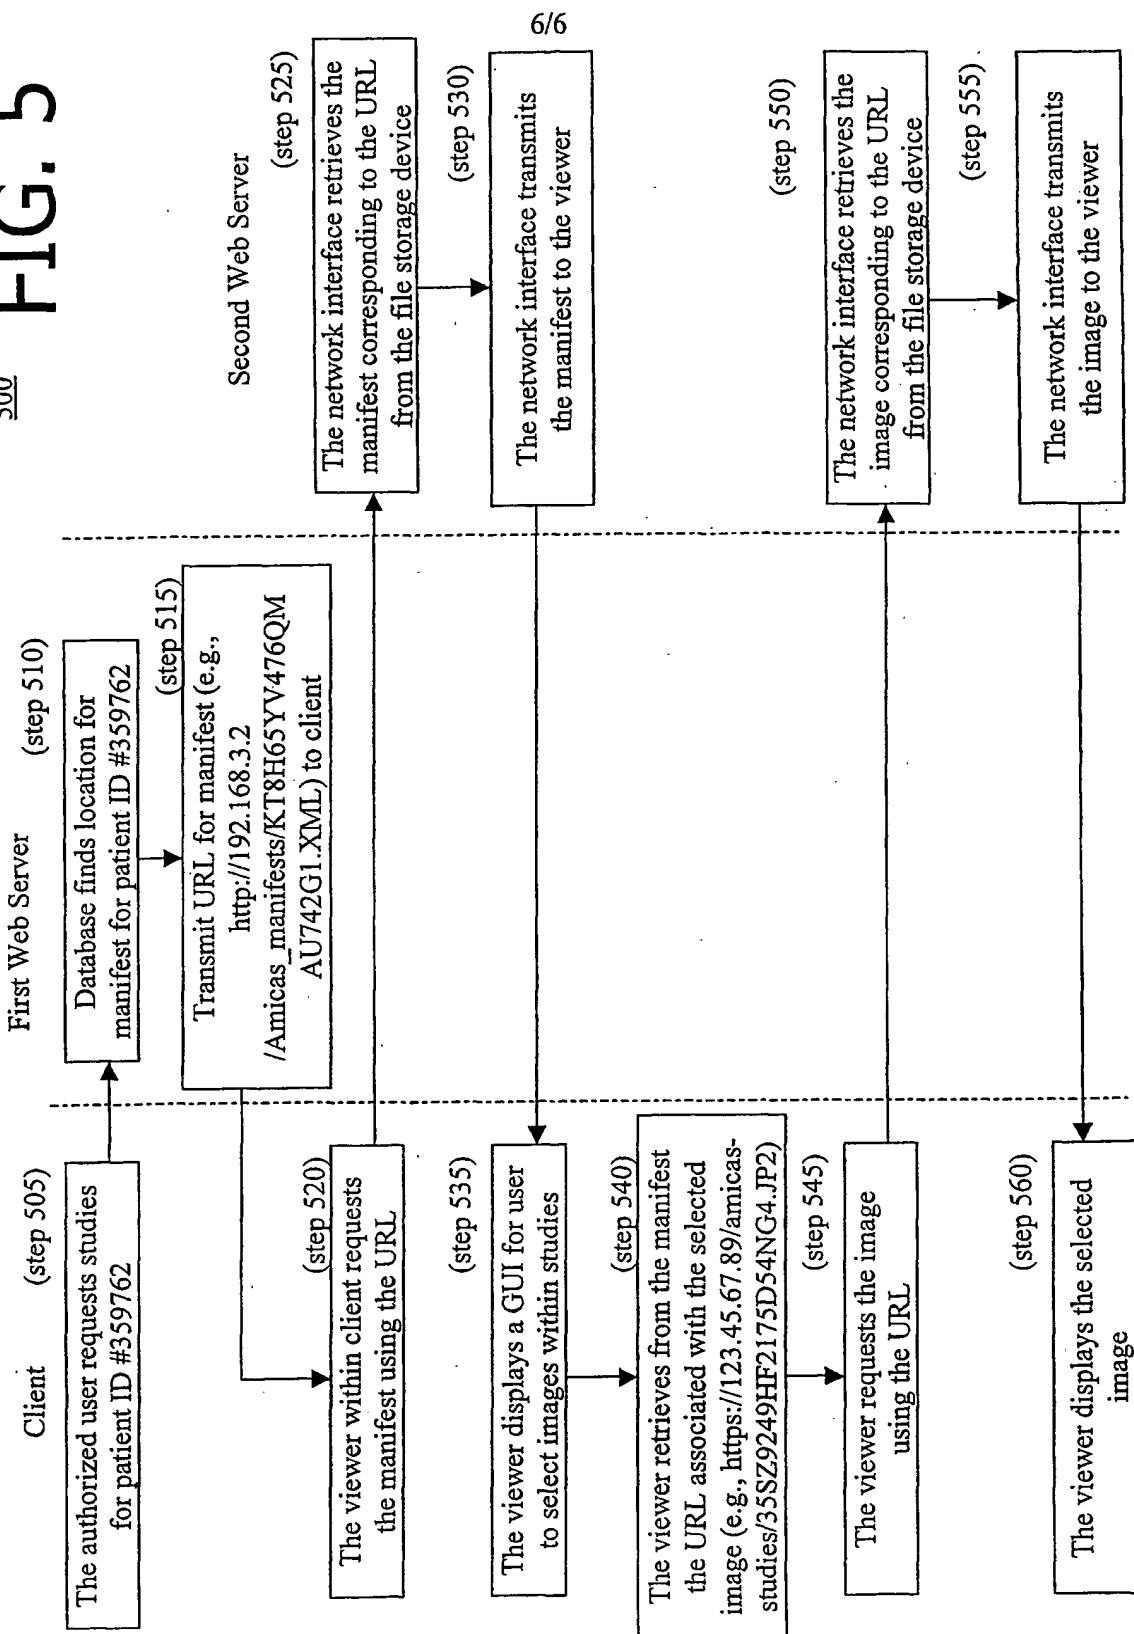 6/6
500
FIG. 5
Client
First Web Server
Second Web Server
(step 505)
The authorized user requests studies
for patient ID #359762
(step 510)
Database finds location for
manifest for patient ID #359762
(step 515)
Transmit URL for manifest (e.g.,
http://192.168.3.2
/Amicas_manifests/KT8H65YV476QM
AU742G1.XML) to client
(step 520)
The viewer within client requests
the manifest using the URL
(step 525)
The network interface retrieves the
manifest corresponding to the URL
from the file storage device
(step 530)
The network interface transmits
the manifest to the viewer
(step 535)
The viewer displays a GUI for user
to select images within studies
(step 540)
The viewer retrieves from the manifest
the URL associated with the selected
image (e.g., https://123.45.67.89/amicas-
studies/35SZ9249HF2175D54NG4.JP2)
(step 545)
The viewer requests the image
using the URL
(step 550)
The network interface retrieves the
image corresponding to the URL
from the file storage device
(step 555)
The network interface transmits
the image to the viewer
(step 560)
The viewer displays the selected
image